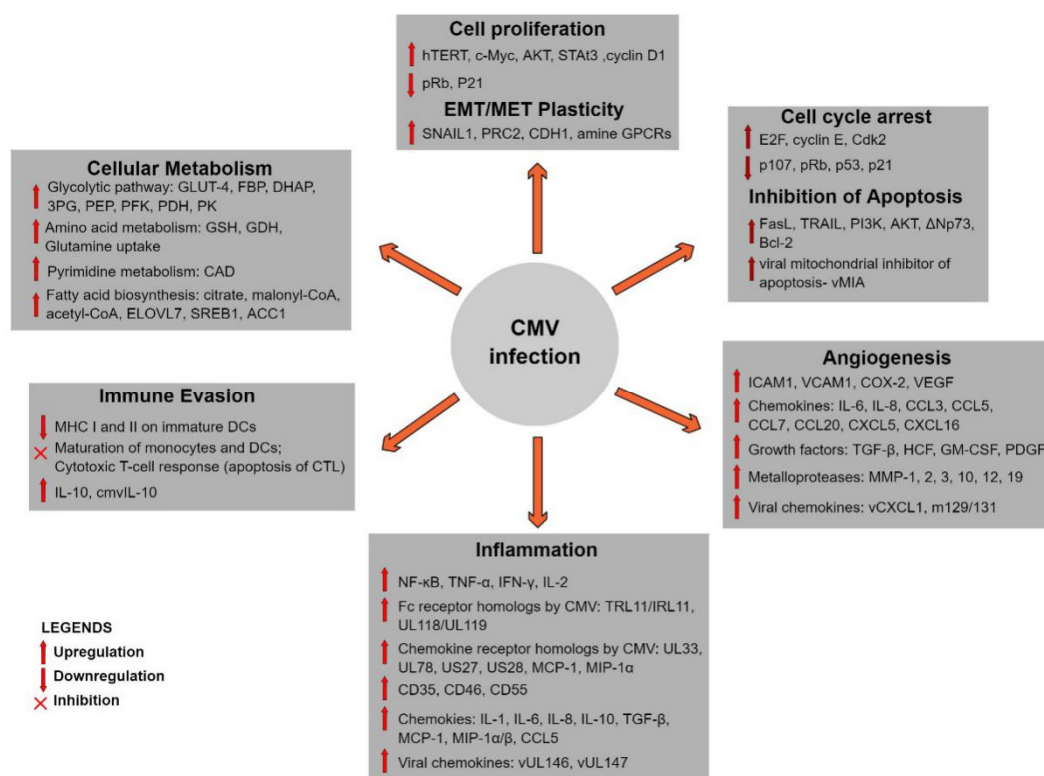 Cell proliferation
hTERT, c-Myc, AKT, STAt3 ,cyclin D1
pRb, P21
EMT/MET Plasticity
SNAIL1, PRC2, CDH1, amine GPCRs
Cell cycle arrest
E2F, cyclin E, Cdk2
p107, pRb, p53, p21
Inhibition of Apoptosis
FasL, TRAIL, PI3K, AKT, ΔNp73,
Bcl-2
viral mitochondrial inhibitor of
apoptosis- vMIA
Cellular Metabolism
Glycolytic pathway: GLUT-4, FBP, DHAP,
3PG, PEP, PFK, PDH, PK
Amino acid metabolism: GSH, GDH,
Glutamine uptake
Pyrimidine metabolism: CAD
Fatty acid biosynthesis: citrate, malonyl-CoA,
acetyl-CoA, ELOVL7, SREB1, ACC1
CMV
infection
Angiogenesis
ICAM1, VCAM1, COX-2, VEGF
Chemokines: IL-6, IL-8, CCL3, CCL5,
CCL7, CCL20, CXCL5, CXCL16
Growth factors: TGF-β, HCF, GM-CSF, PDGF
Metalloproteases: MMP-1, 2, 3, 10, 12, 19
Viral chemokines: vCXCL1, m129/131
Immune Evasion
MHC I and II on immature DCs
Maturation of monocytes and DCs;
Cytotoxic T-cell response (apoptosis of CTL)
IL-10, cmvIL-10
Inflammation
NF-κB, TNF-α, IFN-γ, IL-2
Fc receptor homologs by CMV: TRL11/IRL11,
UL118/UL119
Chemokine receptor homologs by CMV: UL33,
UL78, US27, US28, MCP-1, MIP-1α
CD35, CD46, CD55
Chemokies: IL-1, IL-6, IL-8, IL-10, TGF-β,
MCP-1, MIP-1α/β, CCL5
Viral chemokines: vUL146, vUL147
LEGENDS
Upregulation
Downregulation
Inhibition